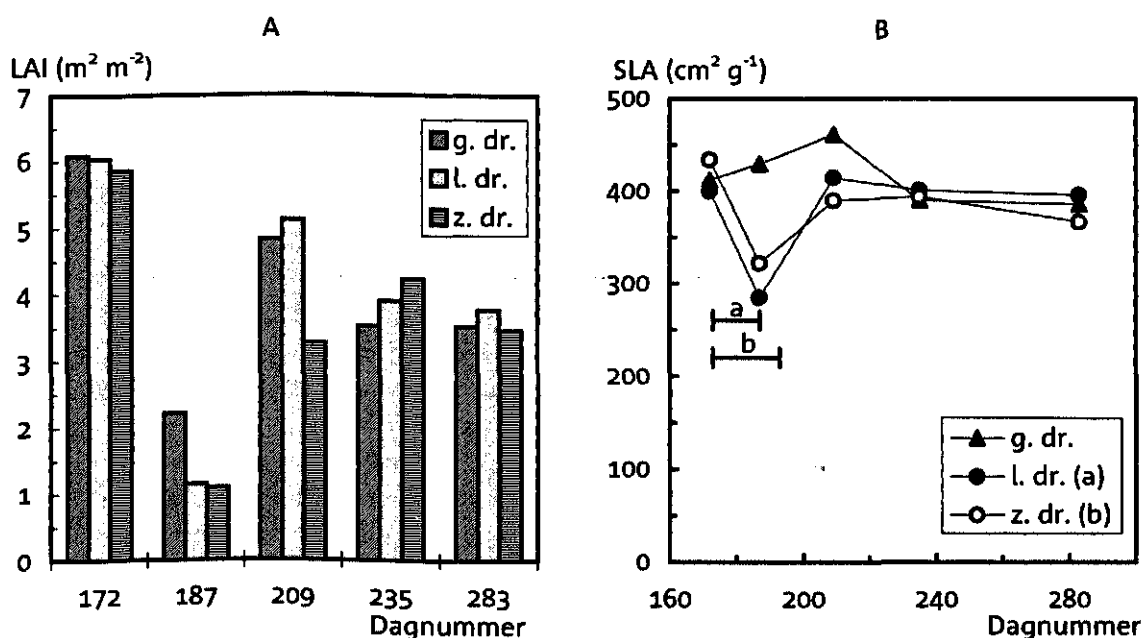 A
LAI (m² m⁻²)
7
6
5
4
3
2
1
0
g. dr.
l. dr.
z. dr.
172 187 209 235 283
Dagnummer
B
SLA (cm² g⁻¹)
500
400
300
200
100
0
a
b
g. dr.
l. dr. (a)
z. dr. (b)
160 200 240 280
Dagnummer